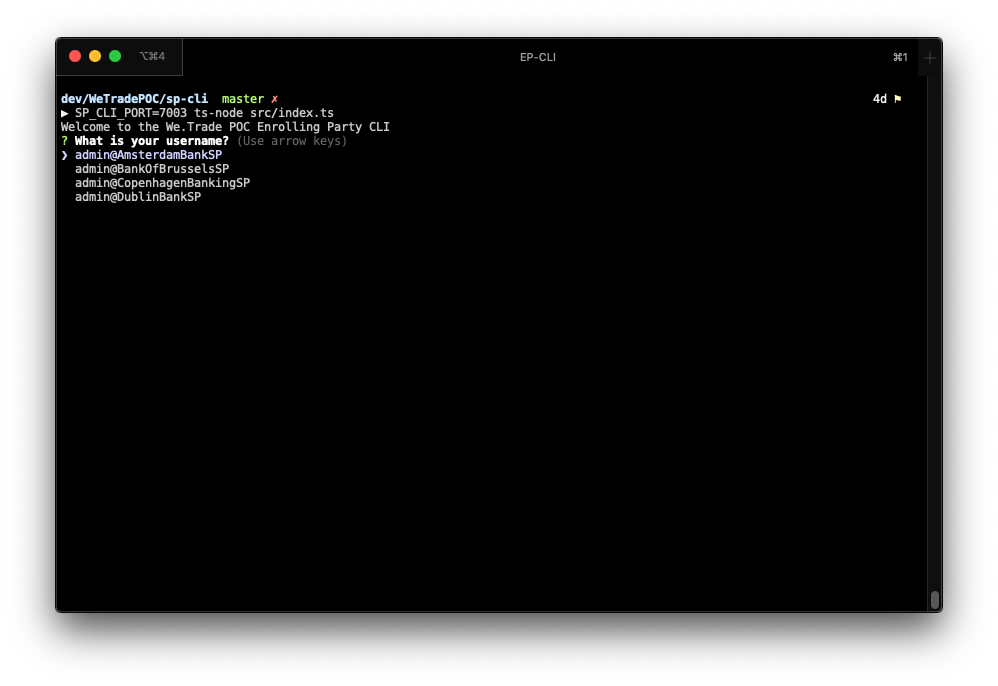 ⌥⌘4 EP-CLI ⌘1 +
dev/WeTradePOC/sp-cli master ✗ 4d ⚑
▶ SP_CLI_PORT=7003 ts-node src/index.ts
Welcome to the We.Trade POC Enrolling Party CLI
? What is your username? (Use arrow keys)
❯ admin@AmsterdamBankSP
admin@BankOfBrusselsSP
admin@CopenhagenBankingSP
admin@DublinBankSP